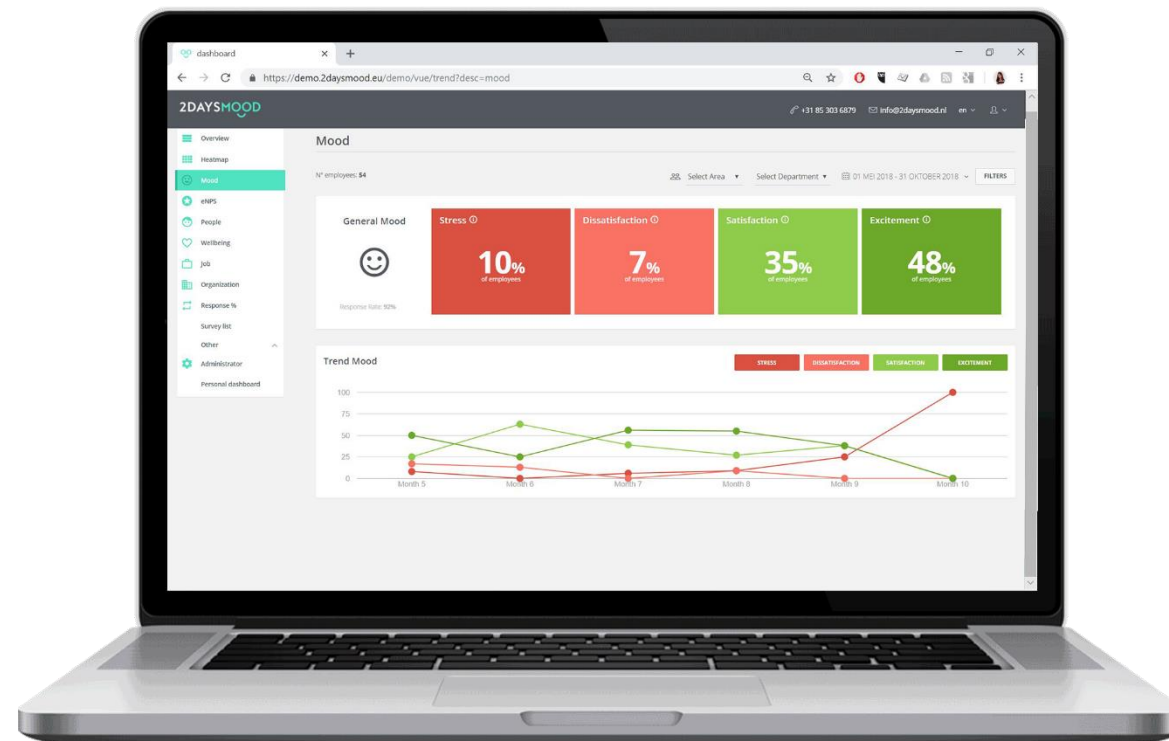 dashboard
https://demo.2daysmood.eu/demo/vue/trend?desc=mood
2DAYSMOOD
+31 85 303 6879 info@2daysmood.nl en
Overview
Heatmap
Mood
eNPS
People
Wellbeing
Job
Organization
Response %
Survey list
Other
Administrator
Personal dashboard
Mood
N° employees: 54
Select Area Select Department 01 MEI 2018 - 31 OKTOBER 2018 FILTERS
General Mood
Response Rate: 92%
Stress
10%
of employees
Dissatisfaction
7%
of employees
Satisfaction
35%
of employees
Excitement
48%
of employees
Trend Mood
STRESS DISSATISFACTION SATISFACTION EXCITEMENT
100
75
50
25
0
Month 5 Month 6 Month 7 Month 8 Month 9 Month 10